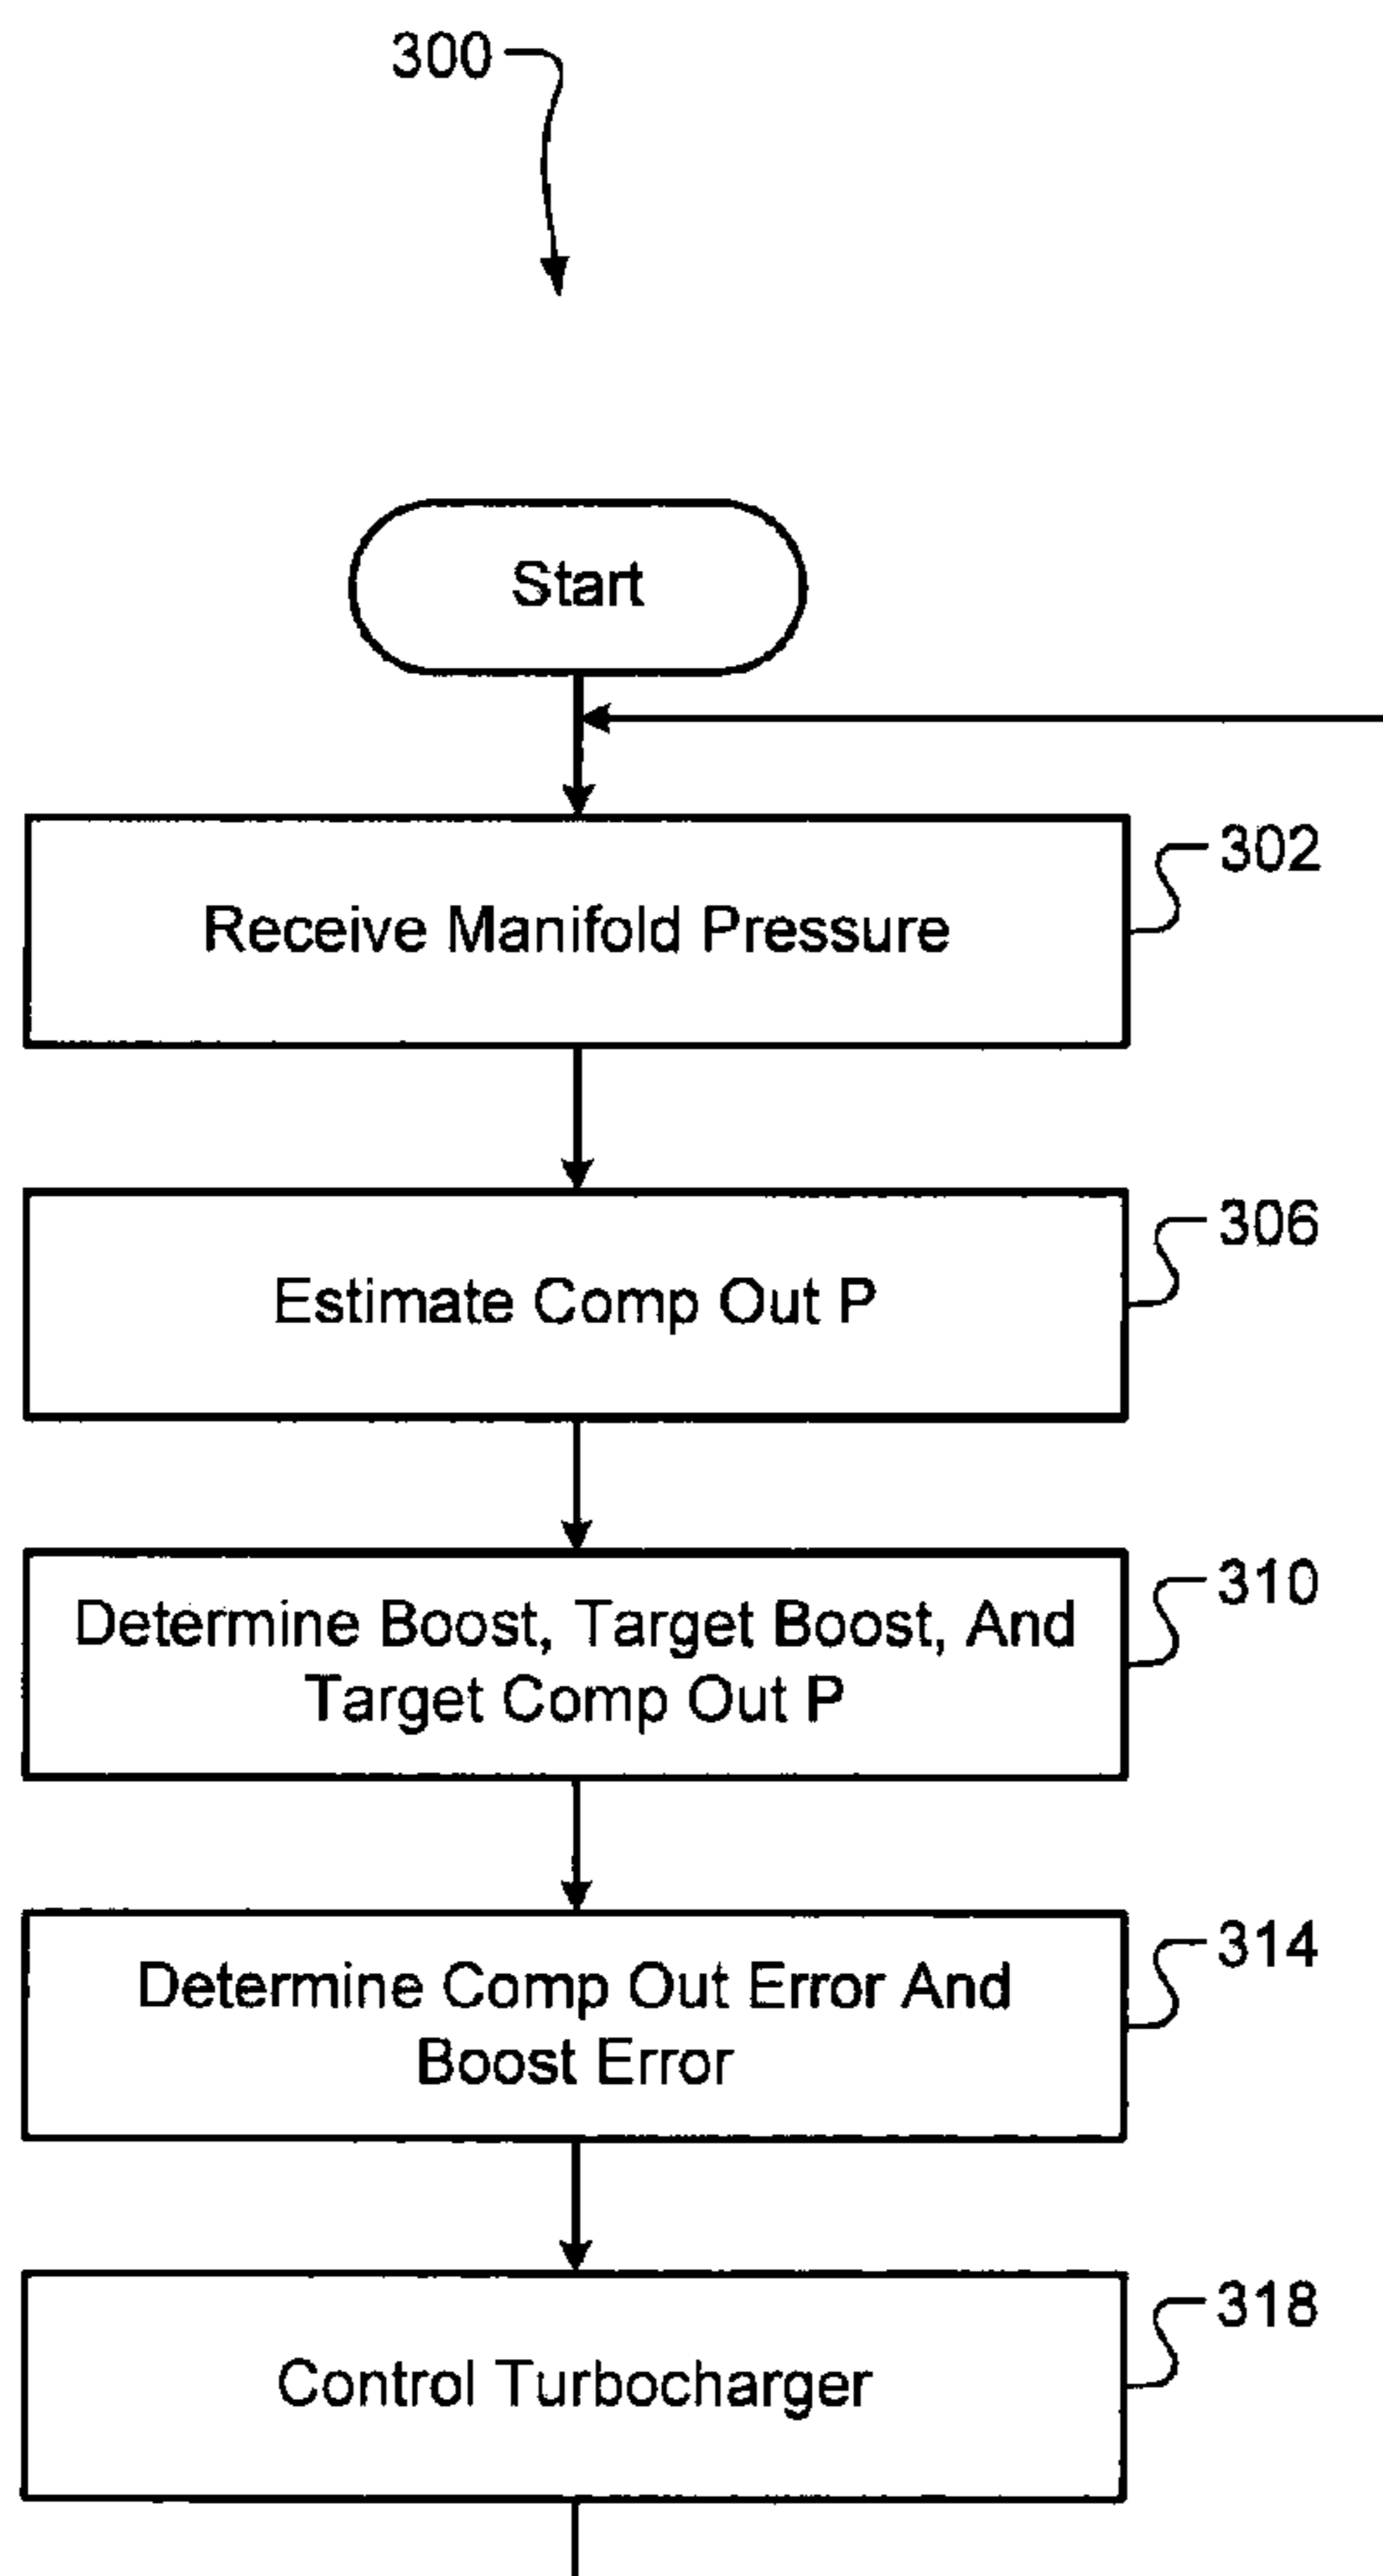 300
Start
Receive Manifold Pressure
302
Estimate Comp Out P
306
Determine Boost, Target Boost, And
Target Comp Out P
310
Determine Comp Out Error And
Boost Error
314
Control Turbocharger
318